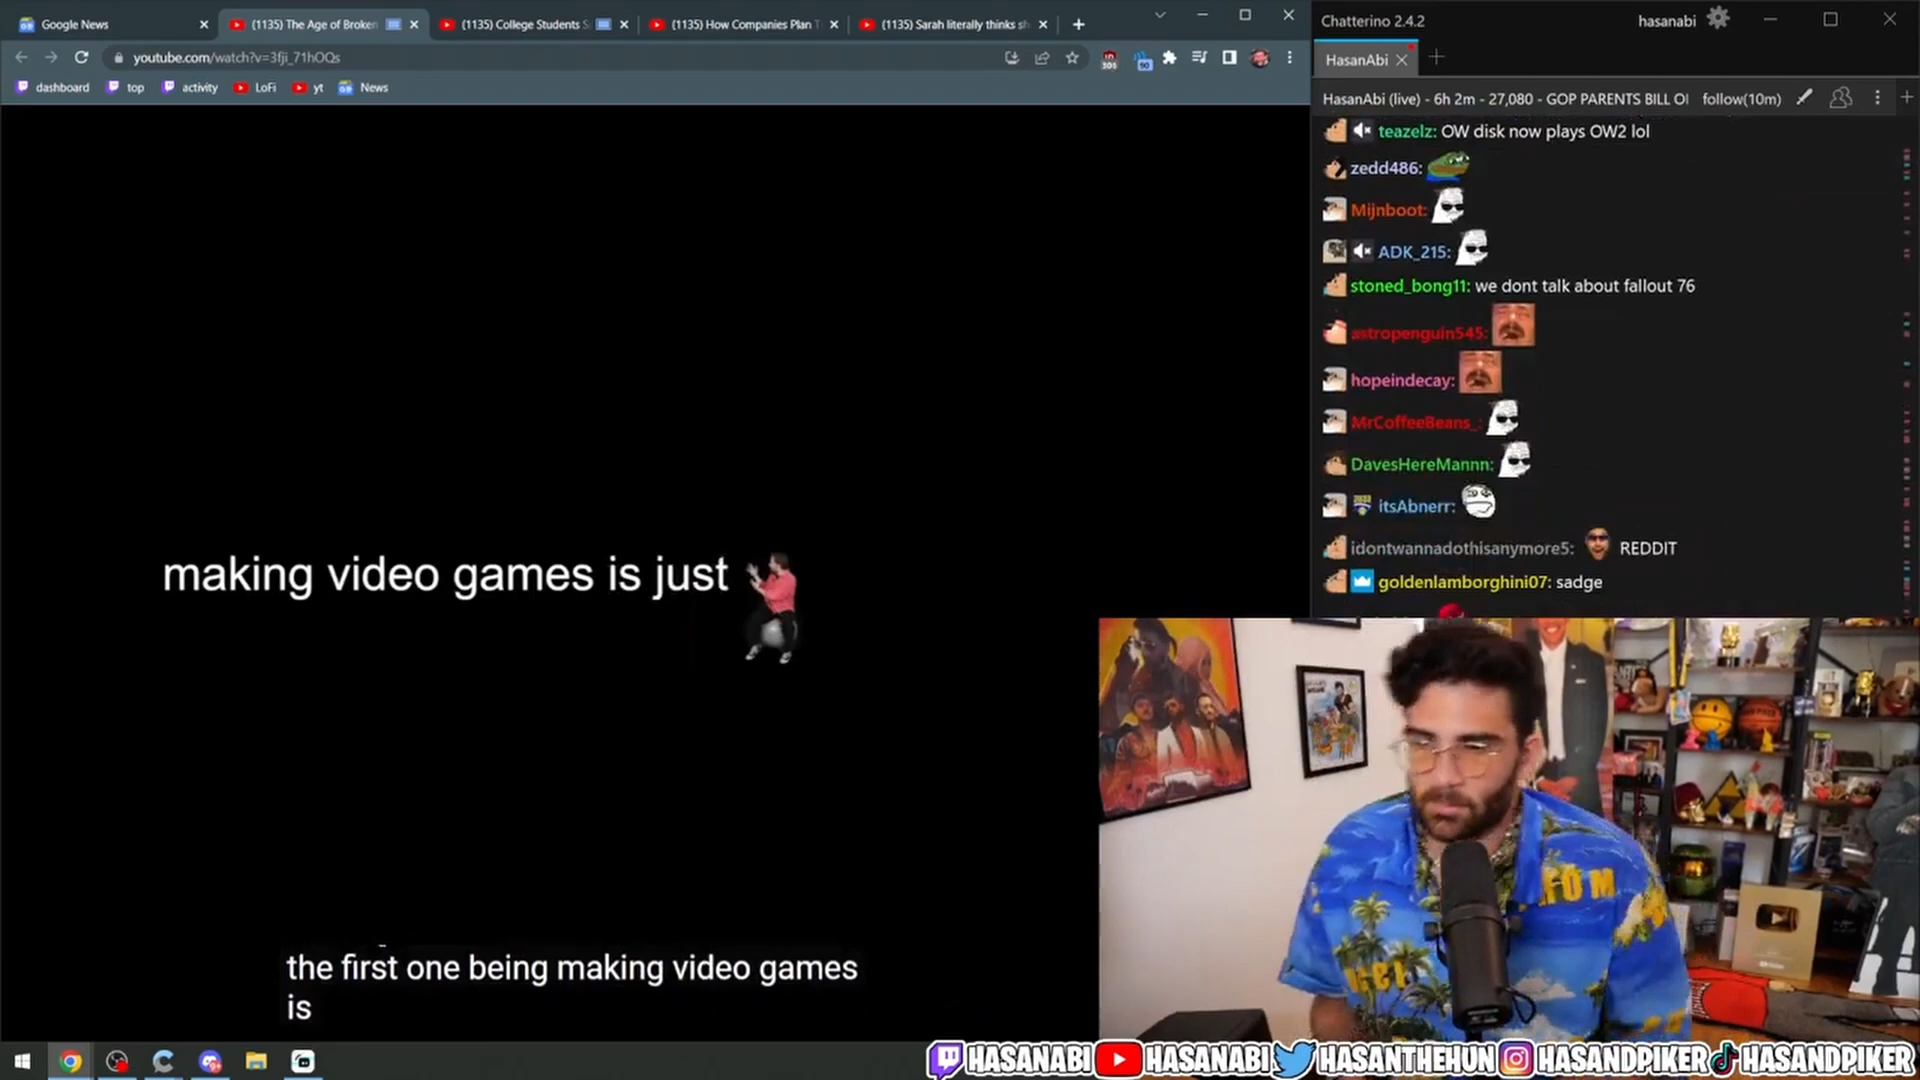 Google News
(1135) The Age of Broken
(1135) College Students S
(1135) How Companies Plan T
(1135) Sarah literally thinks sh
youtube.com/watch?v=3fji_71hOQs
dashboard
top
activity
LoFi
yt
News
making video games is just
the first one being making video games
is
Chatterino 2.4.2
hasanabi
HasanAbi
HasanAbi (live) - 6h 2m - 27,080 - GOP PARENTS BILL O
follow(10m)
teazelz: OW disk now plays OW2 lol
zedd486:
Mijnboot:
ADK_215:
stoned_bong11: we dont talk about fallout 76
astropenguin545:
hopeindecay:
MrCoffeeBeans_:
DavesHereMannn:
itsAbnerr:
idontwannadothisanymore5: REDDIT
goldenlamborghini07: sadge
HASANABI
HASANABI
HASANTHEHUN
HASANDPIKER
HASANDPIKER